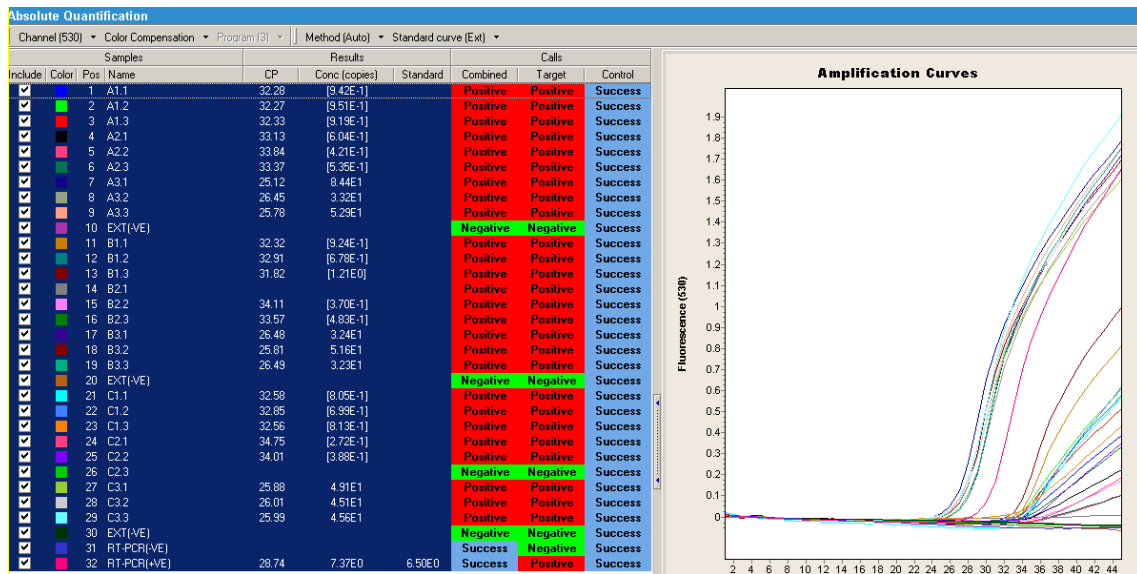 Absolute Quantification
Channel (530) Color Compensation Program (3) Method (Auto) Standard curve (Ext)
Samples Results Calls
Include Color Pos Name CP Conc (copies) Standard Combined Target Control
1 A1.1 32.28 [9.42E-1] Positive Positive Success
2 A1.2 32.27 [9.51E-1] Positive Positive Success
3 A1.3 32.33 [9.19E-1] Positive Positive Success
4 A2.1 33.13 [6.04E-1] Positive Positive Success
5 A2.2 33.84 [4.21E-1] Positive Positive Success
6 A2.3 33.37 [5.35E-1] Positive Positive Success
7 A3.1 25.12 8.44E1 Positive Positive Success
8 A3.2 26.45 3.32E1 Positive Positive Success
9 A3.3 25.78 5.29E1 Positive Positive Success
10 EXT(-VE) Negative Negative Success
11 B1.1 32.32 [9.24E-1] Positive Positive Success
12 B1.2 32.91 [6.78E-1] Positive Positive Success
13 B1.3 31.82 [1.21E0] Positive Positive Success
14 B2.1 Positive Positive Success
15 B2.2 34.11 [3.70E-1] Positive Positive Success
16 B2.3 33.57 [4.83E-1] Positive Positive Success
17 B3.1 26.48 3.24E1 Positive Positive Success
18 B3.2 25.81 5.16E1 Positive Positive Success
19 B3.3 26.49 3.23E1 Positive Positive Success
20 EXT(-VE) Negative Negative Success
21 C1.1 32.58 [8.05E-1] Positive Positive Success
22 C1.2 32.85 [6.99E-1] Positive Positive Success
23 C1.3 32.56 [8.13E-1] Positive Positive Success
24 C2.1 34.75 [2.72E-1] Positive Positive Success
25 C2.2 34.01 [3.88E-1] Positive Positive Success
26 C2.3 Negative Negative Success
27 C3.1 25.88 4.91E1 Positive Positive Success
28 C3.2 26.01 4.51E1 Positive Positive Success
29 C3.3 25.99 4.56E1 Positive Positive Success
30 EXT(-VE) Negative Negative Success
31 RT-PCR(-VE) Success Negative Success
32 RT-PCR(+VE) 28.74 7.37E0 6.50E0 Success Positive Success
Amplification Curves
Fluorescence (530)
1.9
1.8
1.7
1.6
1.5
1.4
1.3
1.2
1.1
1
0.9
0.8
0.7
0.6
0.5
0.4
0.3
0.2
0.1
0
2 4 6 8 10 12 14 16 18 20 22 24 26 28 30 32 34 36 38 40 42 44